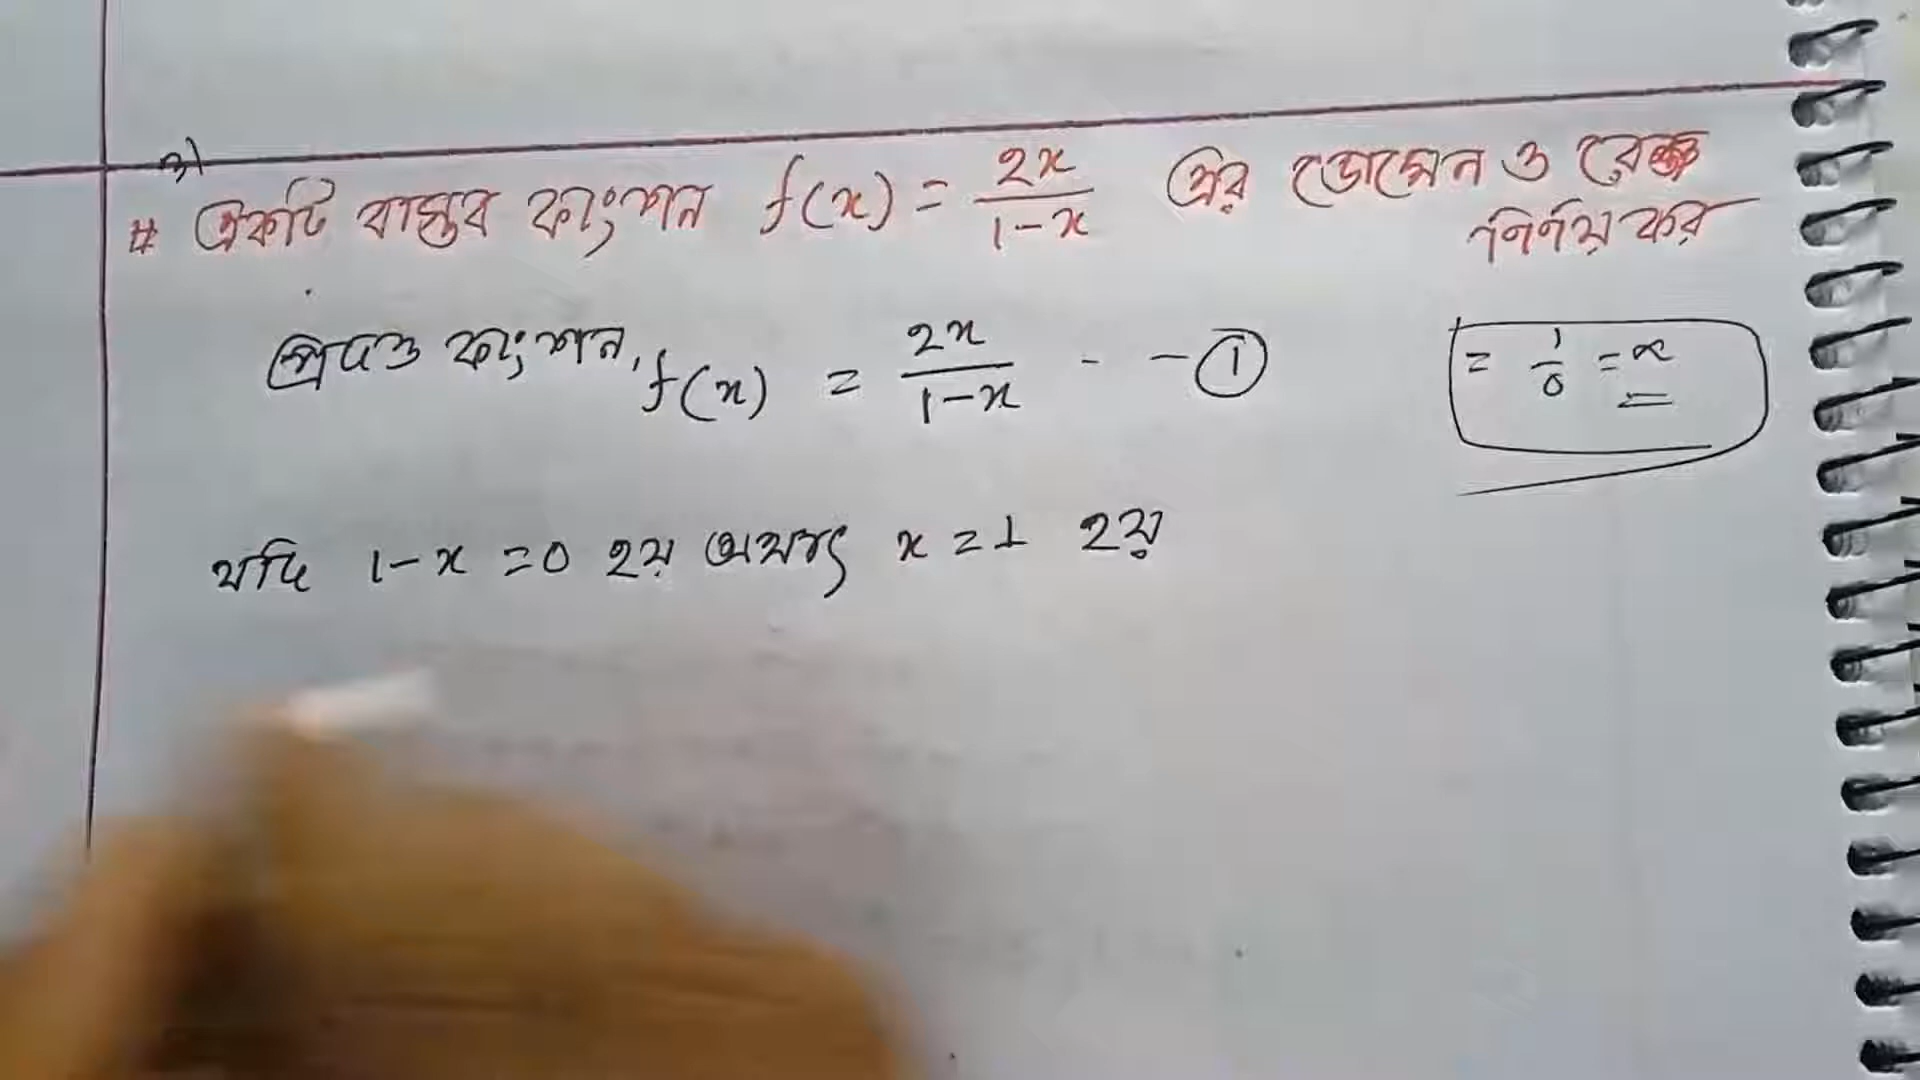 ৩)
# একটি বাস্তব ফাংশন f(x) = 2x/(1-x) এর ডোমেন ও রেঞ্জ
নির্ণয় কর
প্রদত্ত ফাংশন, f(x) = 2x/(1-x) - - ①
= 1/0 = ∝
যদি 1-x = 0 হয় অর্থাৎ x = 1 হয়